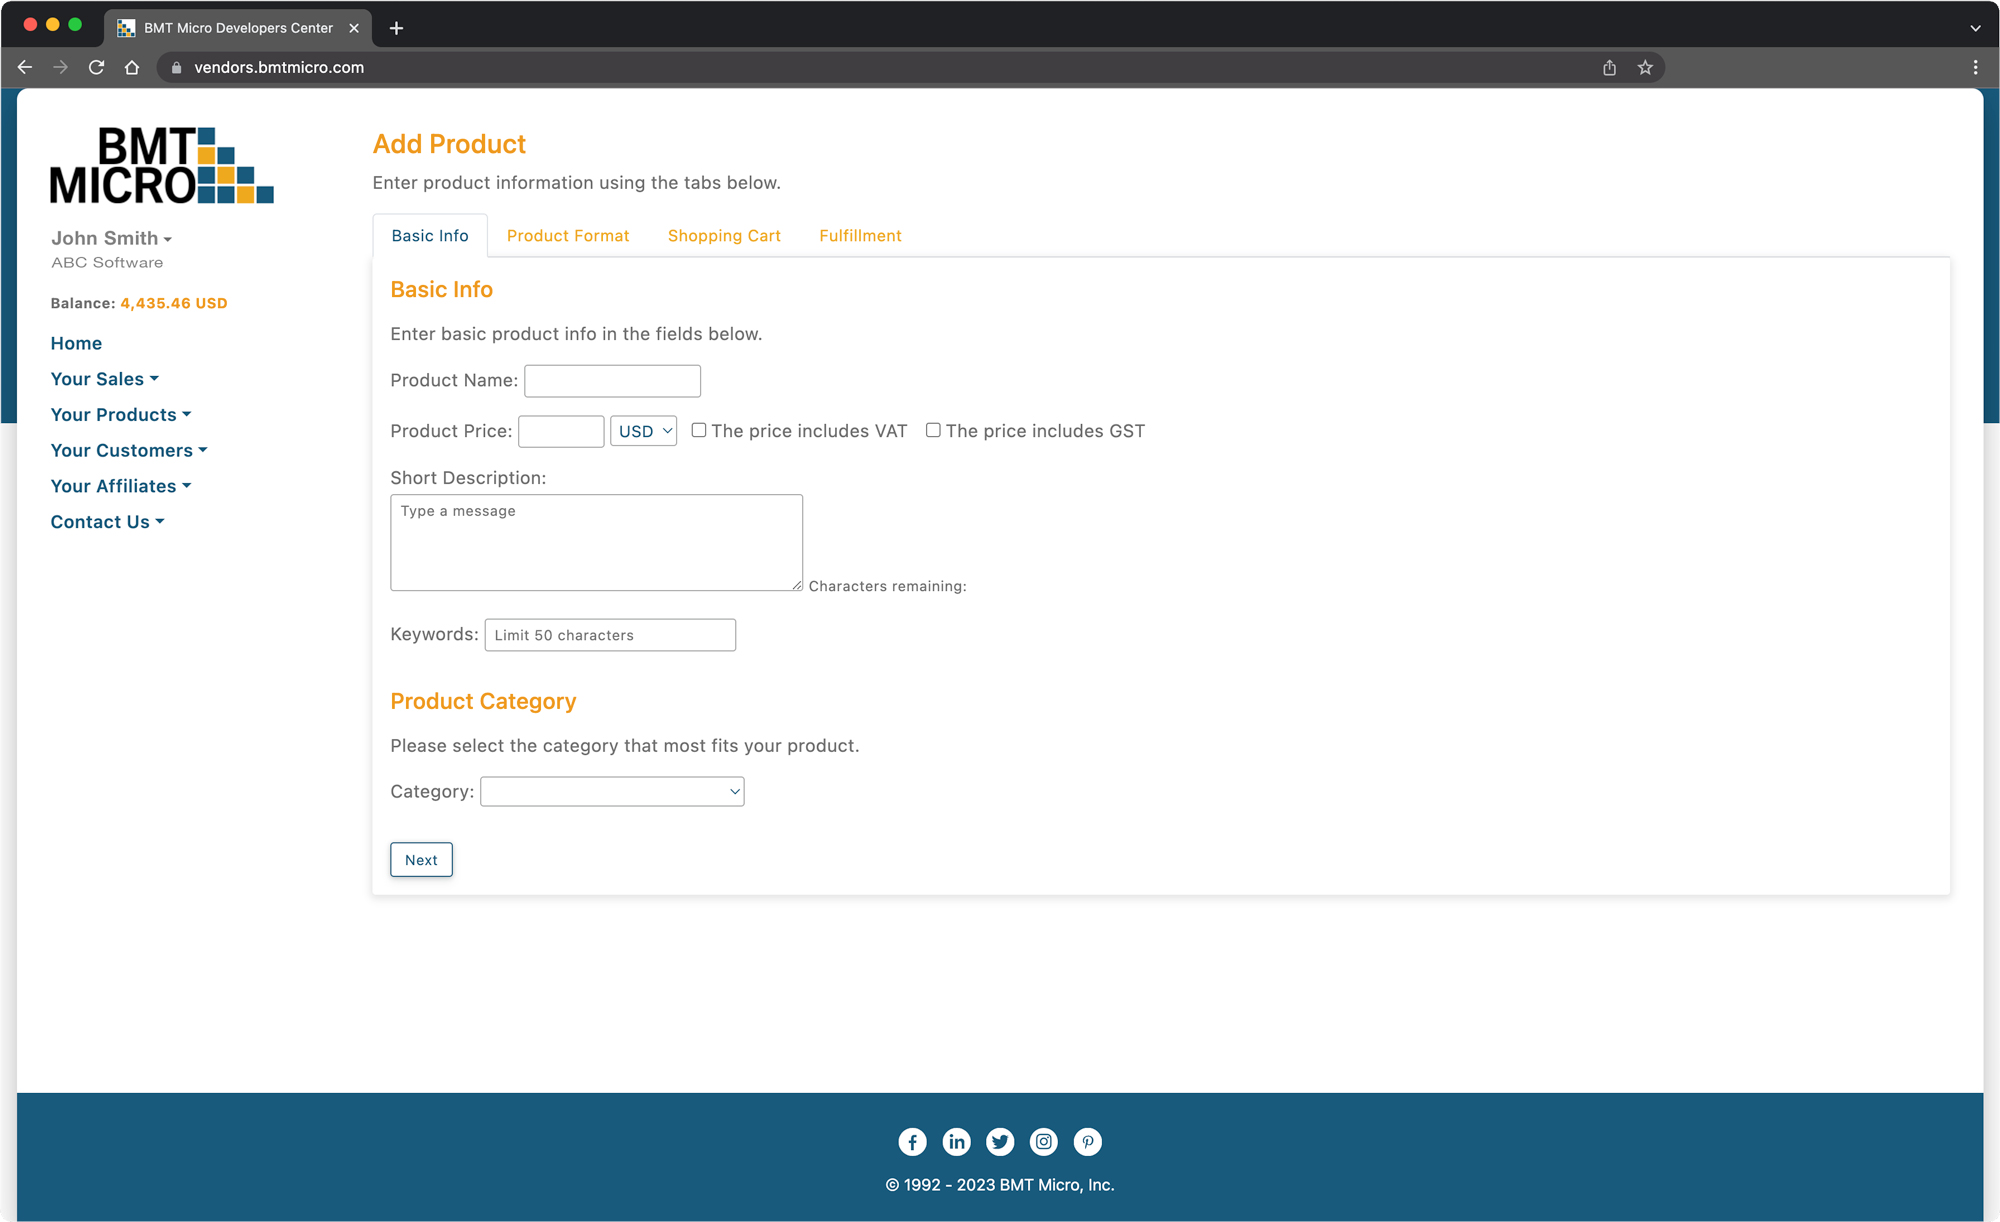 BMT Micro Developers Center
vendors.bmtmicro.com
BMT
MICRO
John Smith
ABC Software
Balance: 4,435.46 USD
Home
Your Sales
Your Products
Your Customers
Your Affiliates
Contact Us
Add Product
Enter product information using the tabs below.
Basic Info Product Format Shopping Cart Fulfillment
Basic Info
Enter basic product info in the fields below.
Product Name:
Product Price: USD The price includes VAT The price includes GST
Short Description:
Type a message
Characters remaining:
Keywords: Limit 50 characters
Product Category
Please select the category that most fits your product.
Category:
Next
© 1992 - 2023 BMT Micro, Inc.